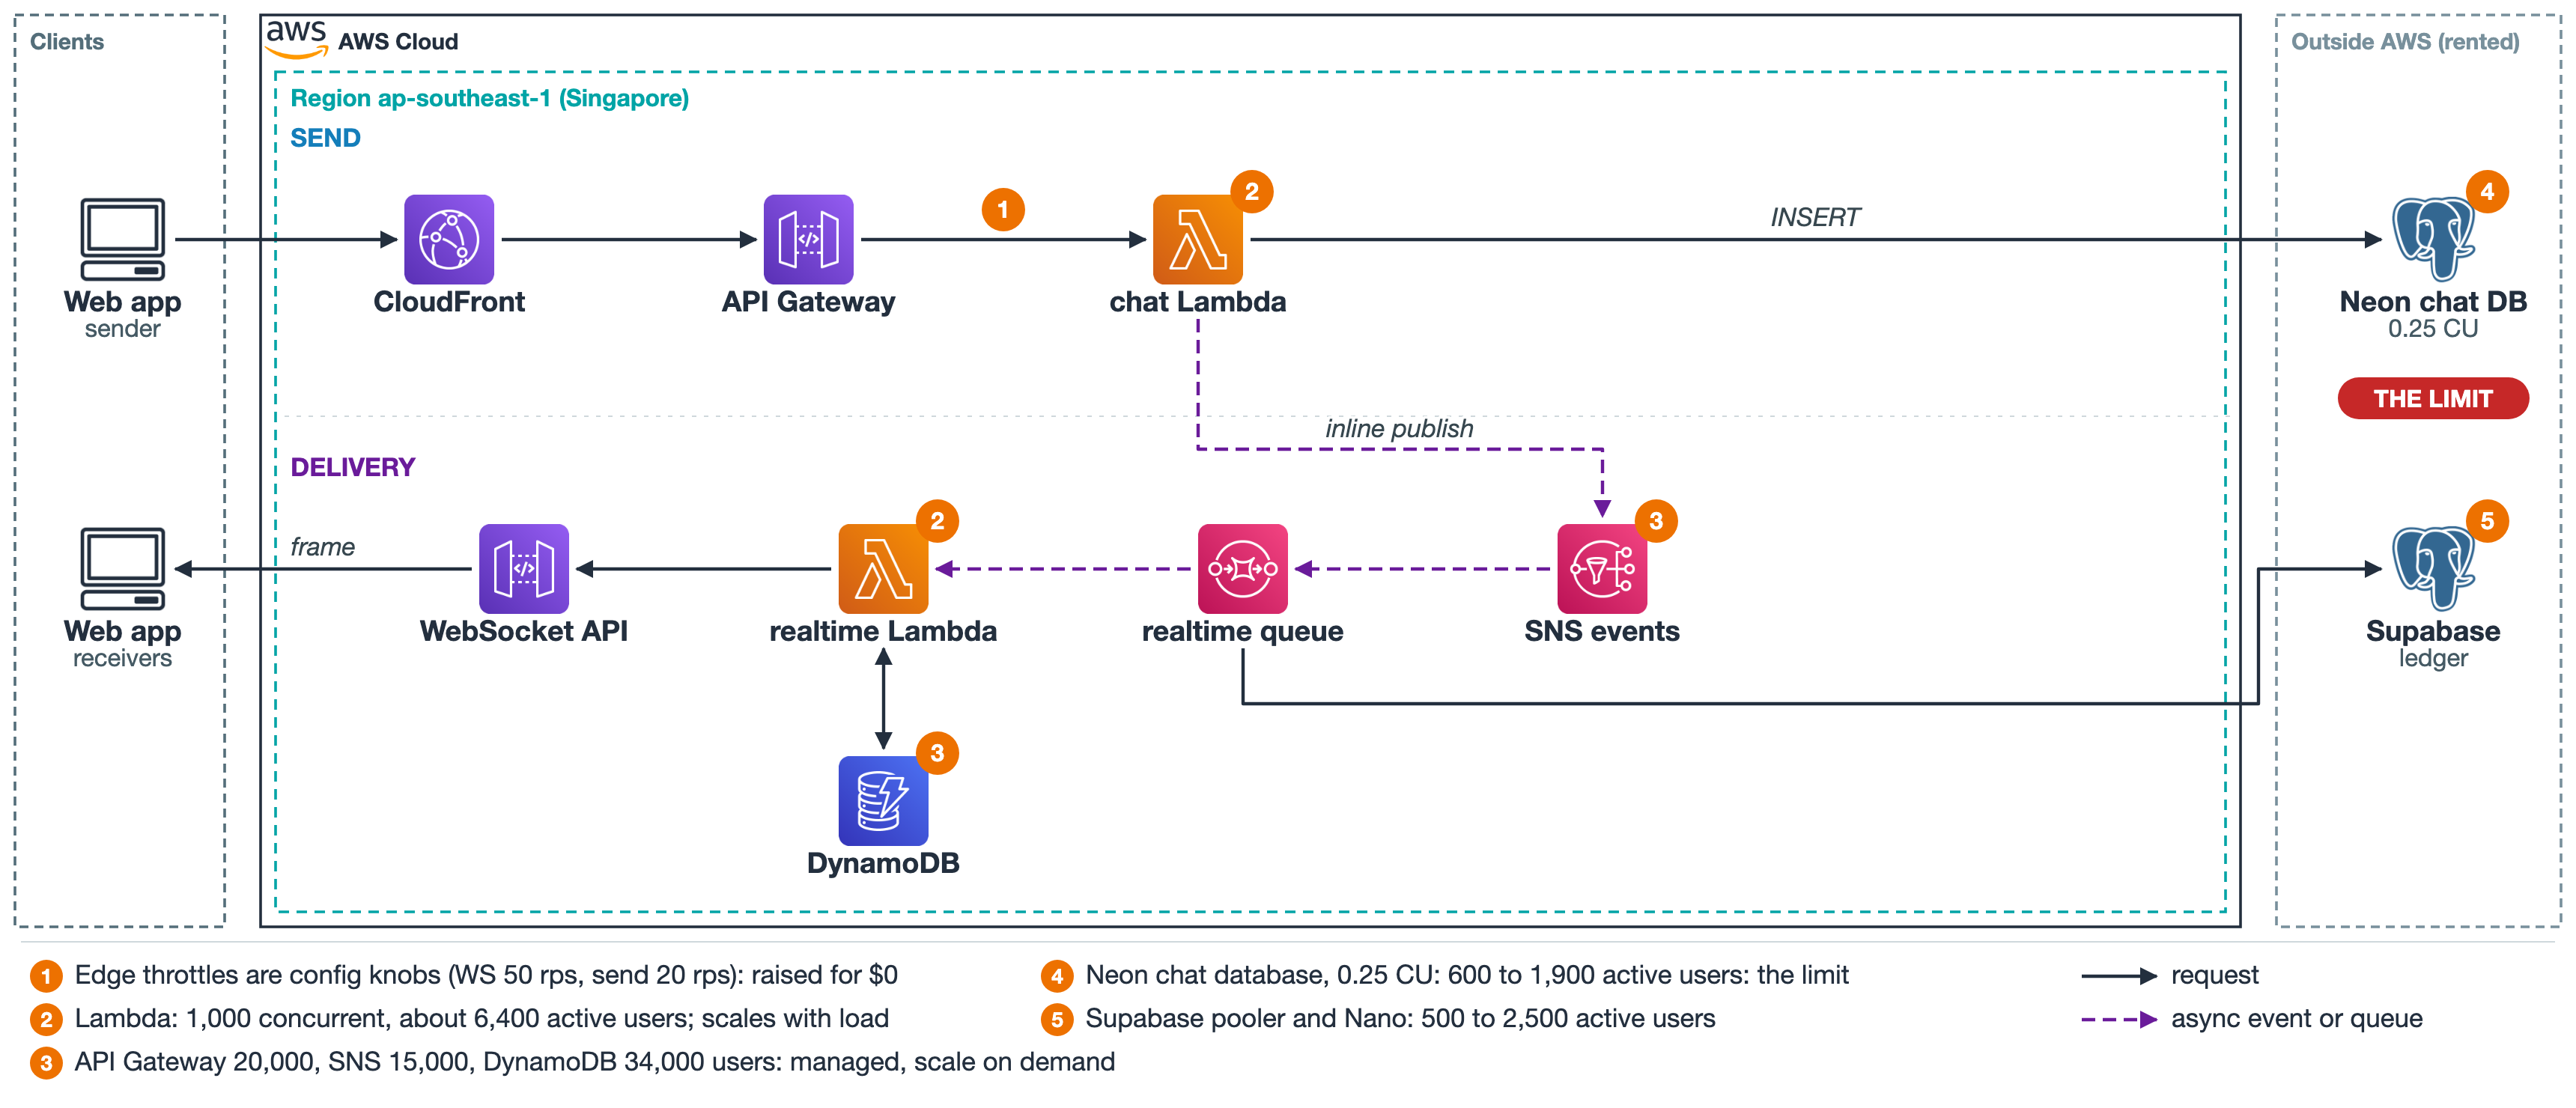 Clients
aws
AWS Cloud
Outside AWS (rented)
Region ap-southeast-1 (Singapore)
SEND
1
2
INSERT
4
Web app
sender
CloudFront
API Gateway
chat Lambda
Neon chat DB
0.25 CU
THE LIMIT
inline publish
DELIVERY
frame
2
3
5
Web app
receivers
WebSocket API
realtime Lambda
realtime queue
SNS events
Supabase
ledger
3
DynamoDB
1 Edge throttles are config knobs (WS 50 rps, send 20 rps): raised for $0
2 Lambda: 1,000 concurrent, about 6,400 active users; scales with load
3 API Gateway 20,000, SNS 15,000, DynamoDB 34,000 users: managed, scale on demand
4 Neon chat database, 0.25 CU: 600 to 1,900 active users: the limit
5 Supabase pooler and Nano: 500 to 2,500 active users
request
async event or queue